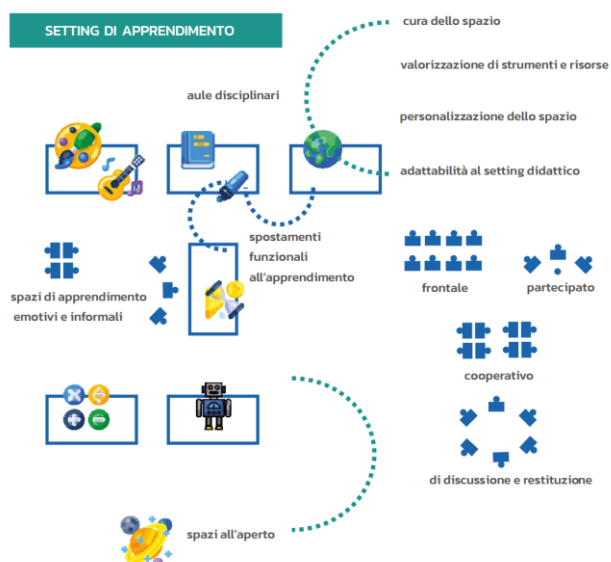 SETTING DI APPRENDIMENTO
cura dello spazio
valorizzazione di strumenti e risorse
aule disciplinari
personalizzazione dello spazio
adattabilità al setting didattico
spostamenti
funzionali
all'apprendimento
spazi di apprendimento
emotivi e informali
frontale
partecipato
cooperativo
di discussione e restituzione
spazi all'aperto